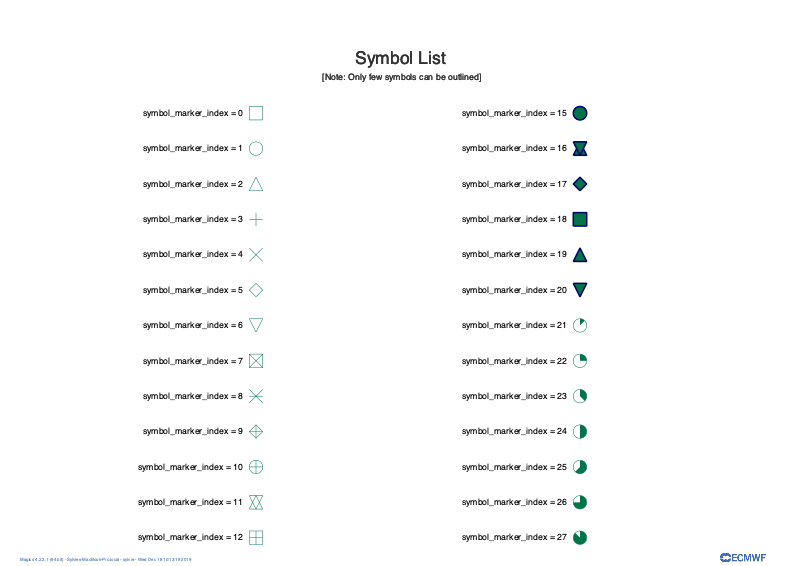 Symbol List
[Note: Only few symbols can be outlined]
symbol_marker_index = 0
symbol_marker_index = 1
symbol_marker_index = 2
symbol_marker_index = 3
symbol_marker_index = 4
symbol_marker_index = 5
symbol_marker_index = 6
symbol_marker_index = 7
symbol_marker_index = 8
symbol_marker_index = 9
symbol_marker_index = 10
symbol_marker_index = 11
symbol_marker_index = 12
symbol_marker_index = 15
symbol_marker_index = 16
symbol_marker_index = 17
symbol_marker_index = 18
symbol_marker_index = 19
symbol_marker_index = 20
symbol_marker_index = 21
symbol_marker_index = 22
symbol_marker_index = 23
symbol_marker_index = 24
symbol_marker_index = 25
symbol_marker_index = 26
symbol_marker_index = 27
ECMWF